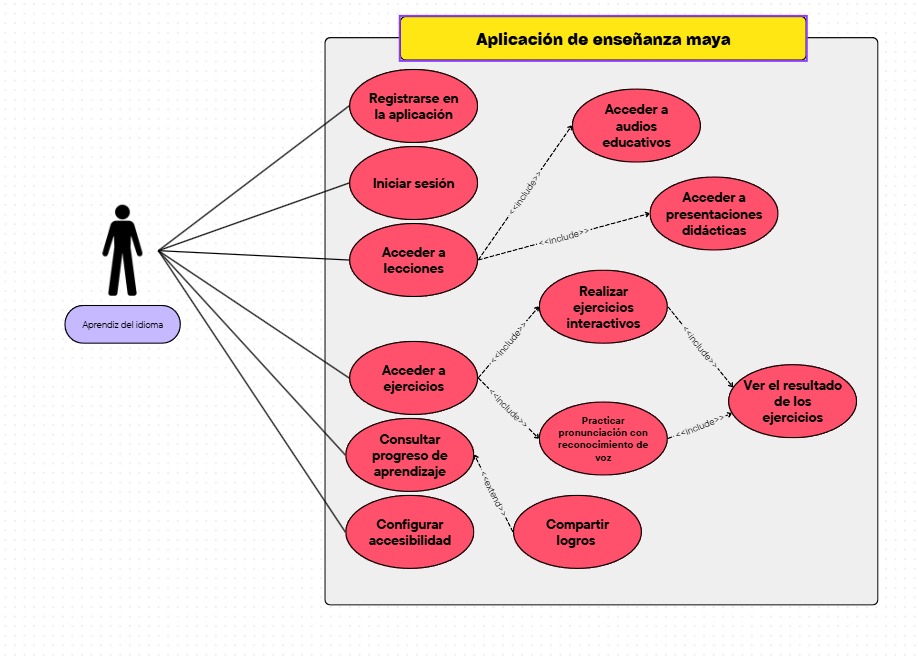 Aplicación de enseñanza maya
Registrarse en
la aplicación
Acceder a
audios
educativos
Iniciar sesión
<<include>>
Acceder a
presentaciones
didácticas
<<include>>
Acceder a
lecciones
Aprendiz del idioma
Realizar
ejercicios
interactivos
<<include>>
<<include>>
Acceder a
ejercicios
Ver el resultado
de los
ejercicios
<<include>>
Practicar
pronunciación con
reconocimiento de
voz
<<include>>
Consultar
progreso de
aprendizaje
<<extend>>
Configurar
accesibilidad
Compartir
logros